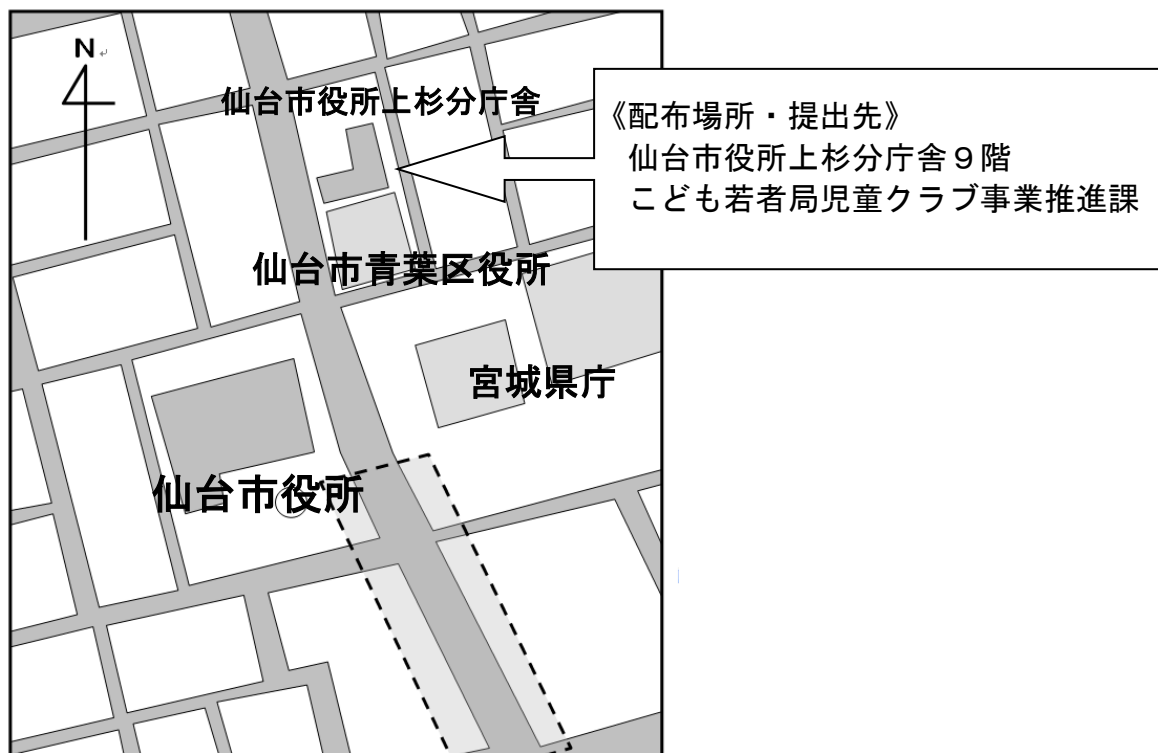 N
仙台市役所上杉分庁舎
《配布場所・提出先》
仙台市役所上杉分庁舎９階
こども若者局児童クラブ事業推進課
仙台市青葉区役所
宮城県庁
仙台市役所